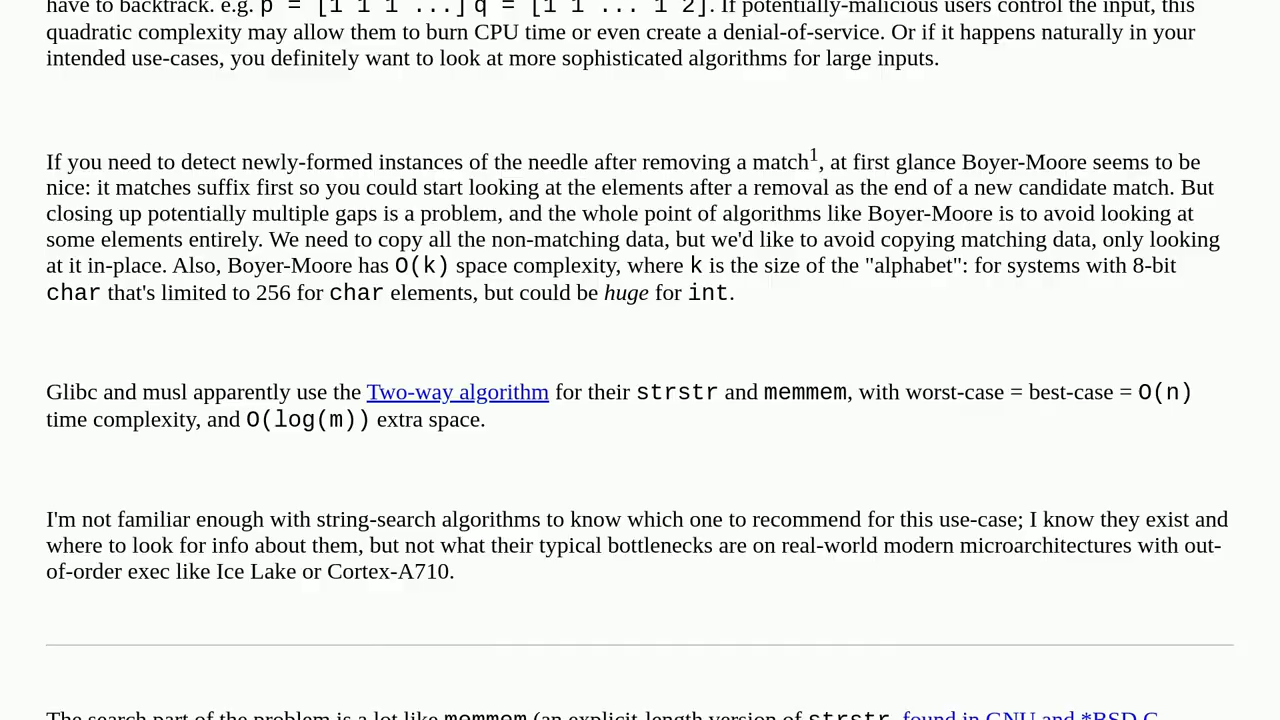 have to backtrack. e.g. p = [1 1 1 ...] q = [1 1 ... 1 2]. If potentially-malicious users control the input, this
quadratic complexity may allow them to burn CPU time or even create a denial-of-service. Or if it happens naturally in your
intended use-cases, you definitely want to look at more sophisticated algorithms for large inputs.
If you need to detect newly-formed instances of the needle after removing a match1, at first glance Boyer-Moore seems to be
nice: it matches suffix first so you could start looking at the elements after a removal as the end of a new candidate match. But
closing up potentially multiple gaps is a problem, and the whole point of algorithms like Boyer-Moore is to avoid looking at
some elements entirely. We need to copy all the non-matching data, but we'd like to avoid copying matching data, only looking
at it in-place. Also, Boyer-Moore has O(k) space complexity, where k is the size of the "alphabet": for systems with 8-bit
char that's limited to 256 for char elements, but could be huge for int.
Glibc and musl apparently use the Two-way algorithm for their strstr and memmem, with worst-case = best-case = O(n)
time complexity, and O(log(m)) extra space.
I'm not familiar enough with string-search algorithms to know which one to recommend for this use-case; I know they exist and
where to look for info about them, but not what their typical bottlenecks are on real-world modern microarchitectures with out-
of-order exec like Ice Lake or Cortex-A710.
The search part of the problem is a lot like memmem (an explicit-length version of strstr, found in GNU and *BSD C